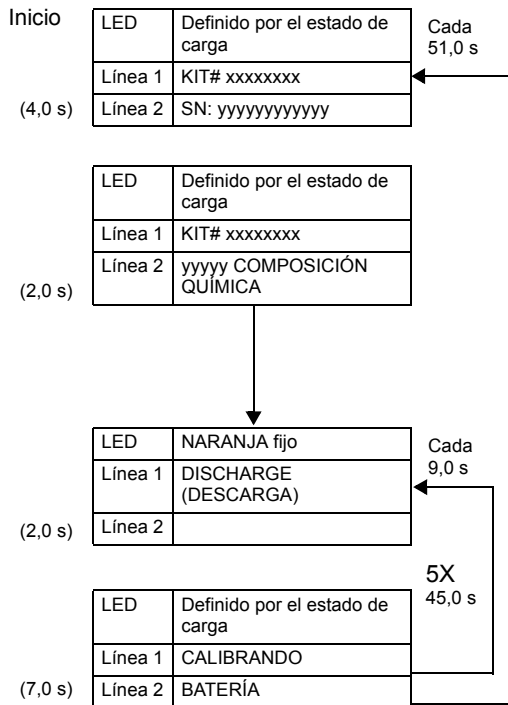 Inicio
LED Definido por el estado de
carga
Línea 1 KIT# xxxxxxxx
(4,0 s) Línea 2 SN: yyyyyyyyyyyy
Cada
51,0 s
LED Definido por el estado de
carga
Línea 1 KIT# xxxxxxxx
Línea 2 yyyyy COMPOSICIÓN
QUÍMICA
(2,0 s)
LED NARANJA fijo
Línea 1 DISCHARGE
(DESCARGA)
(2,0 s) Línea 2
Cada
9,0 s
5X
45,0 s
LED Definido por el estado de
carga
Línea 1 CALIBRANDO
(7,0 s) Línea 2 BATERÍA